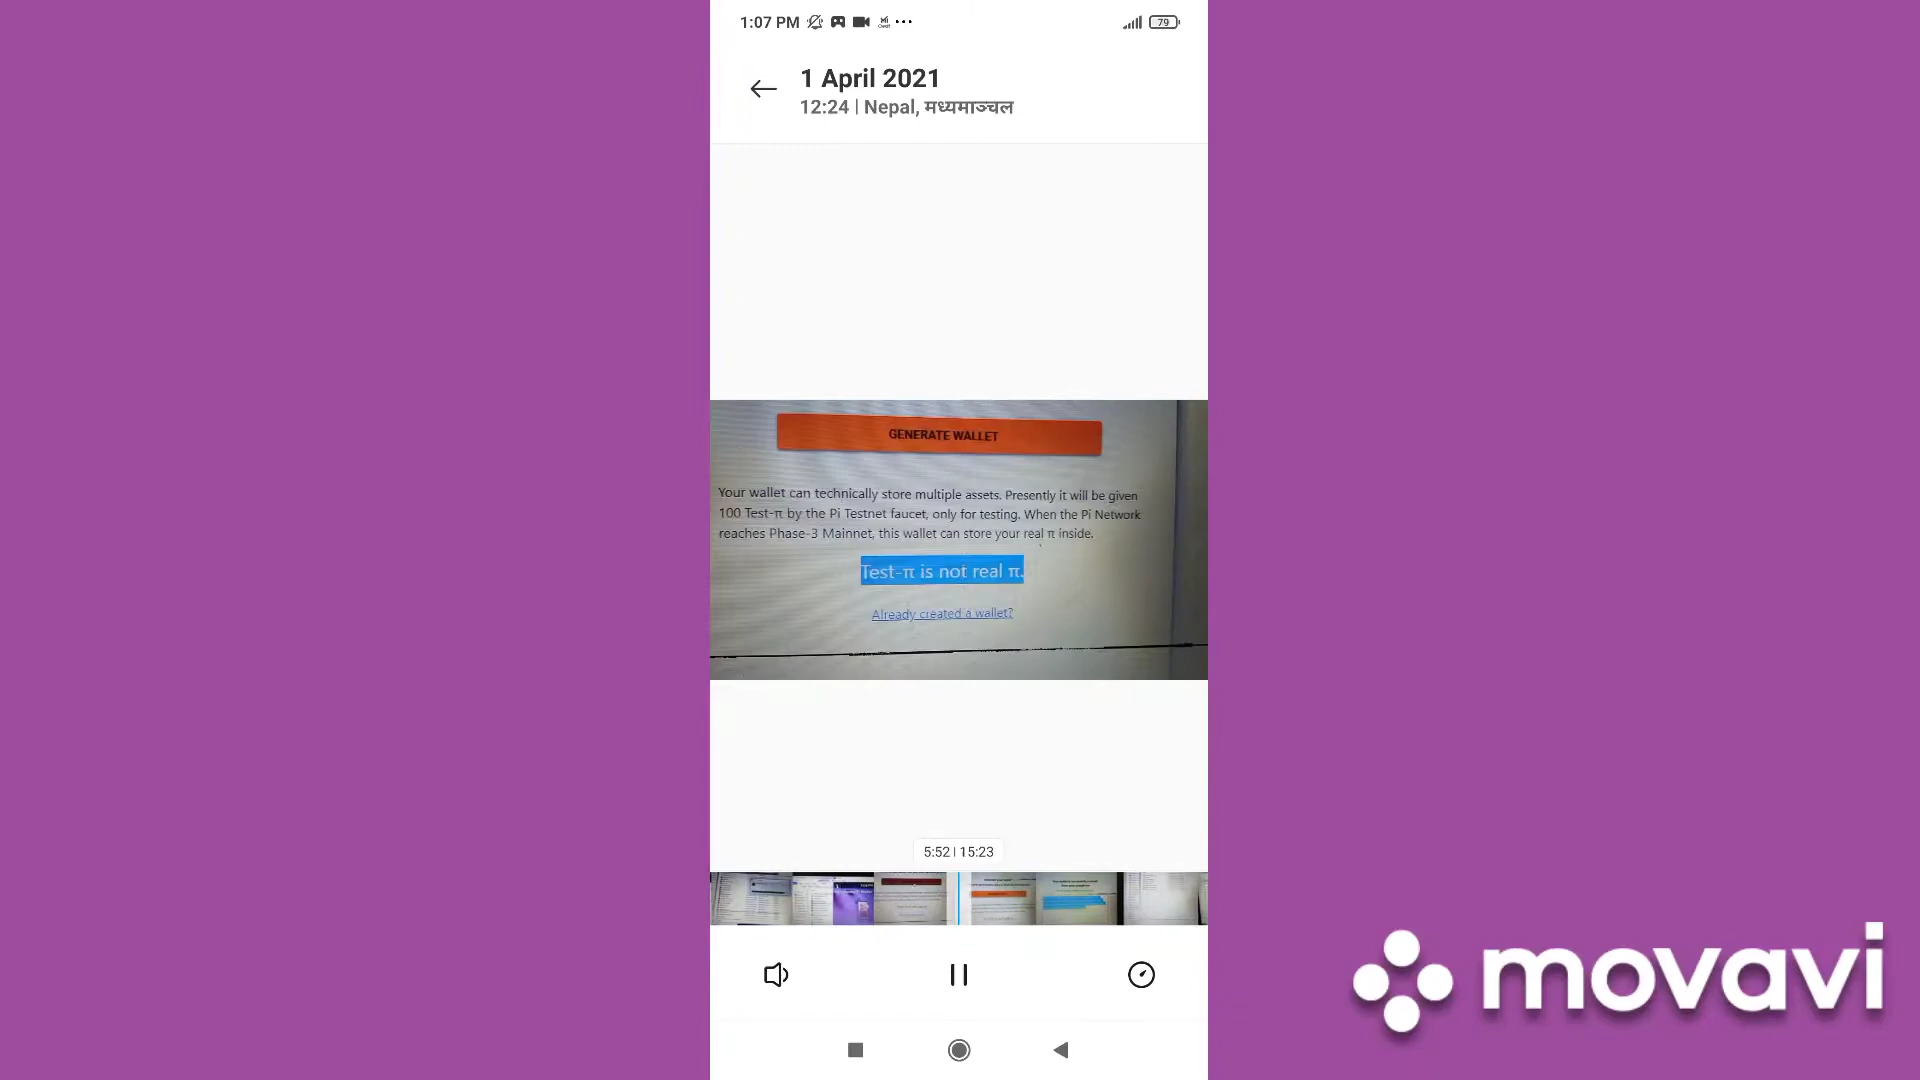 1:07 PM
79
1 April 2021
12:24 | Nepal, मध्यमाञ्चल
GENERATE WALLET
Your wallet can technically store multiple assets. Presently it will be given
100 Test-π by the Pi Testnet faucet, only for testing. When the Pi Network
reaches Phase-3 Mainnet, this wallet can store your real π inside.
Test-π is not real π.
Already created a wallet?
5:52 | 15:23
movavi